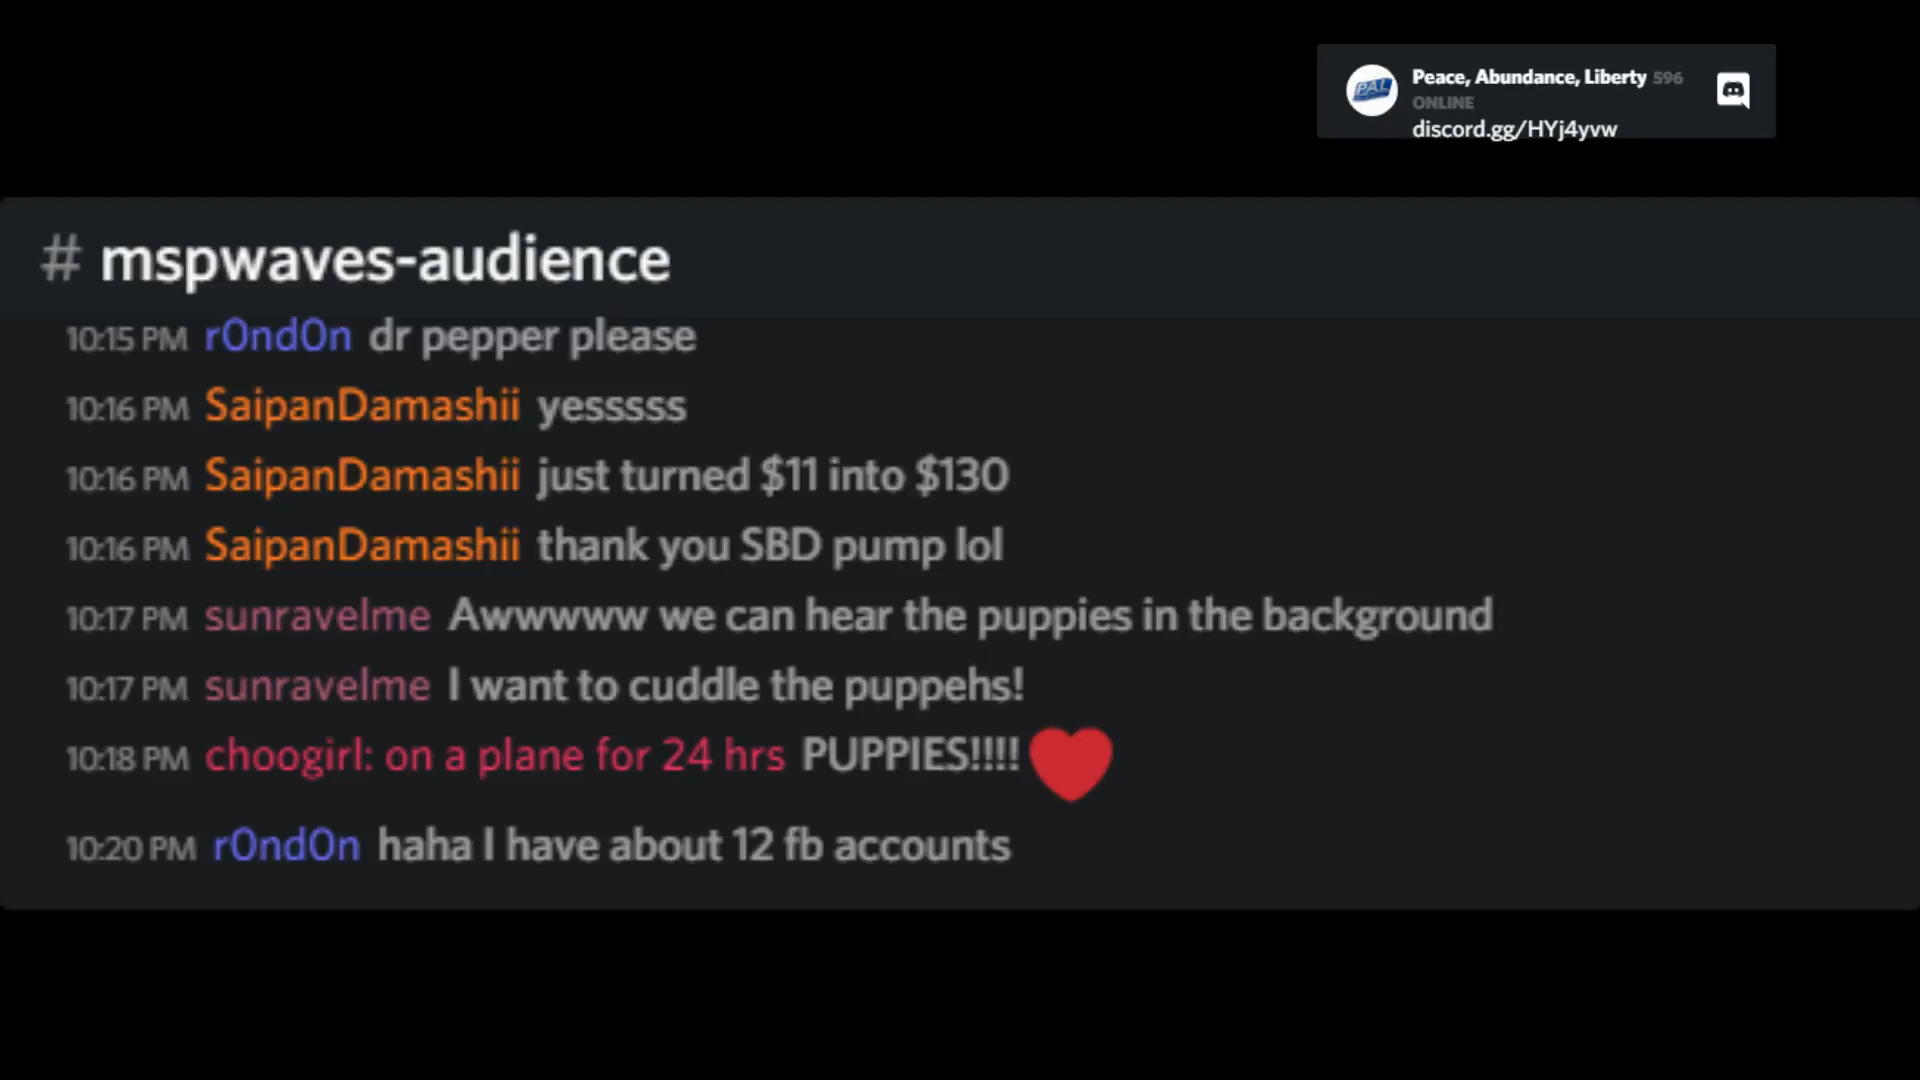 PAL
Peace, Abundance, Liberty 596
ONLINE
discord.gg/HYj4yvw
# mspwaves-audience
10:15 PM r0nd0n dr pepper please
10:16 PM SaipanDamashii yesssss
10:16 PM SaipanDamashii just turned $11 into $130
10:16 PM SaipanDamashii thank you SBD pump lol
10:17 PM sunravelme Awwwww we can hear the puppies in the background
10:17 PM sunravelme I want to cuddle the puppehs!
10:18 PM choogirl: on a plane for 24 hrs PUPPIES!!!!
10:20 PM r0nd0n haha I have about 12 fb accounts